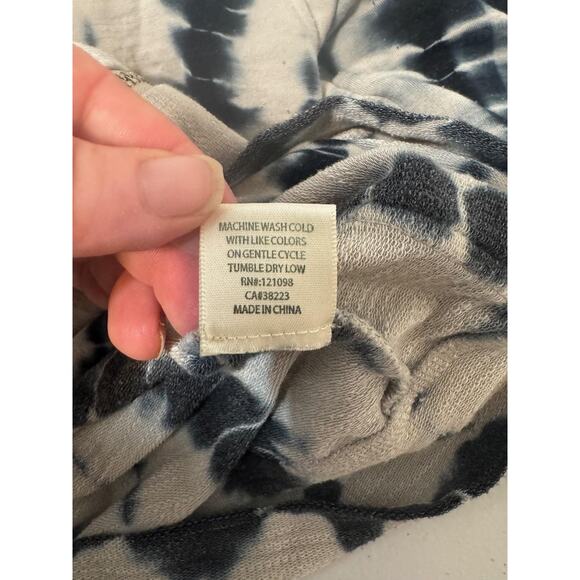 MACHINE WASH COLD
WITH LIKE COLORS
ON GENTLE CYCLE
TUMBLE DRY LOW
RN#:121098
CA#38223
MADE IN CHINA